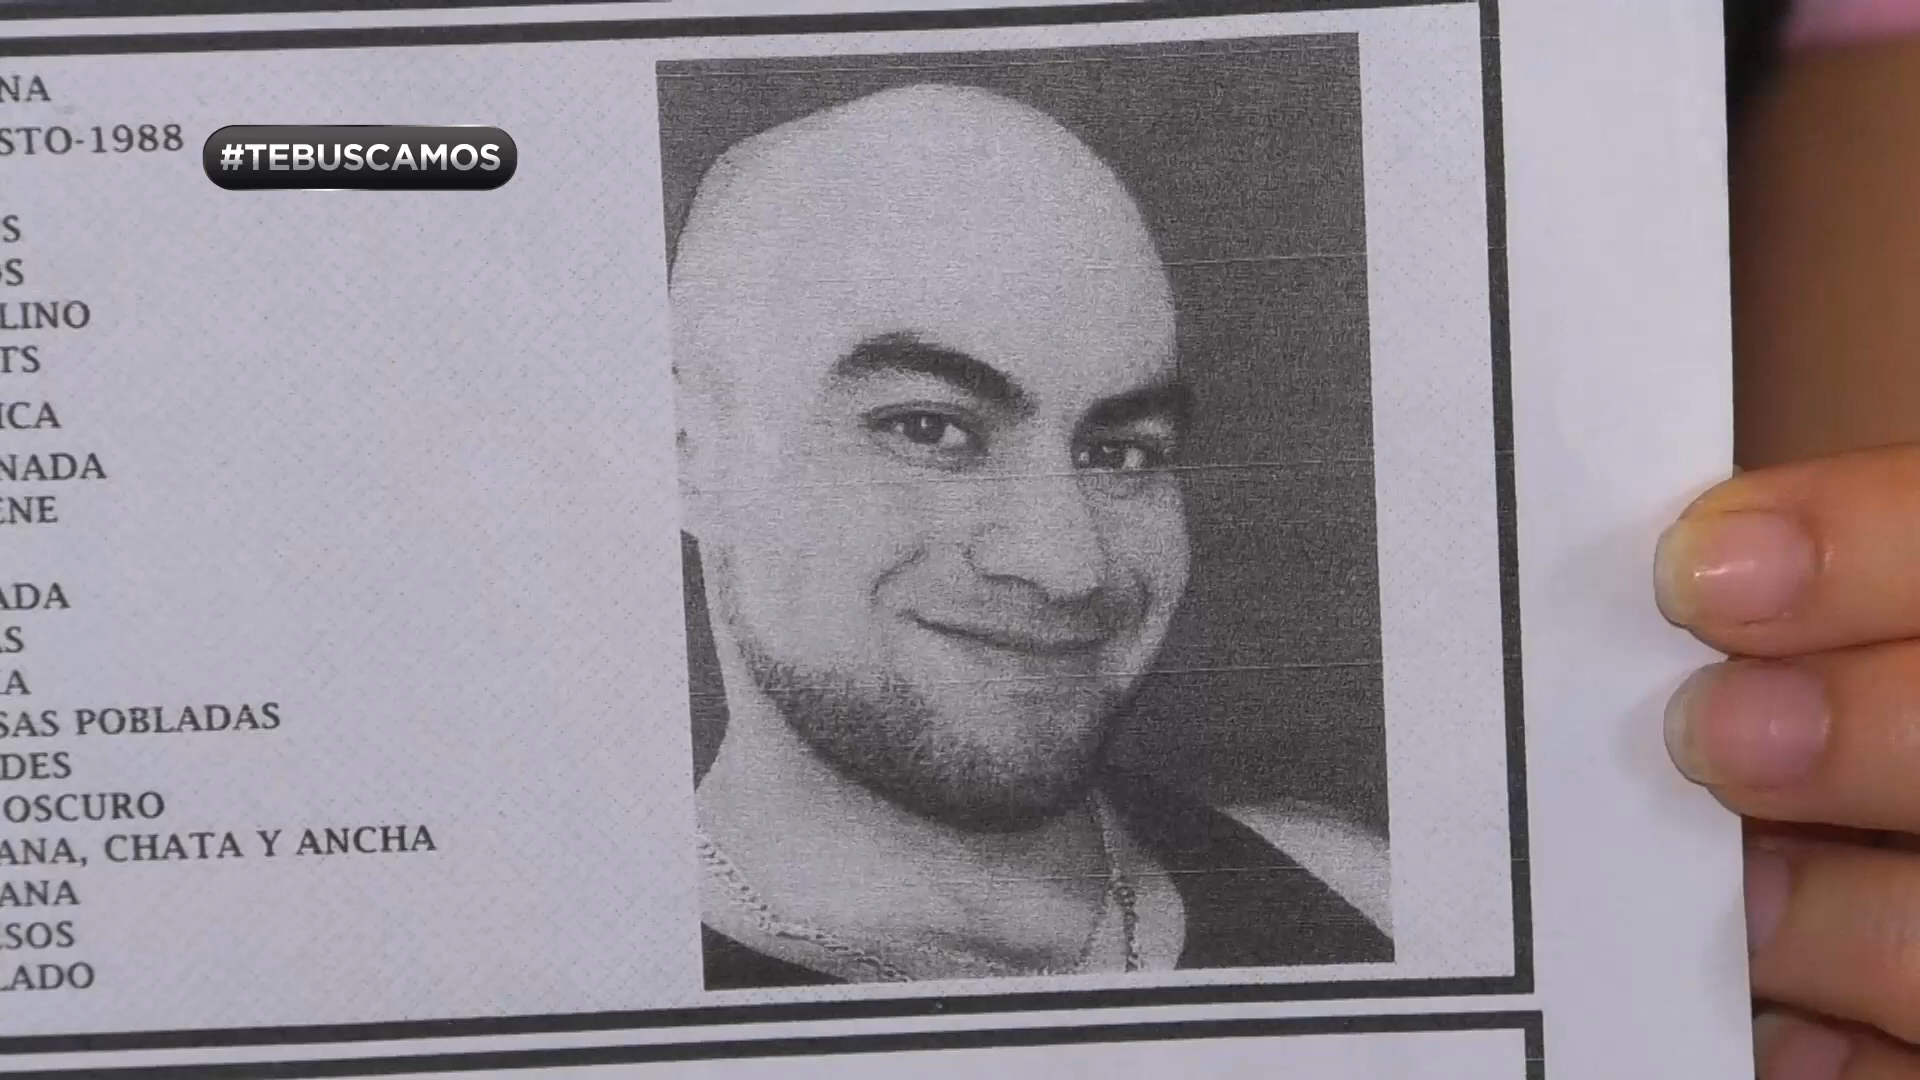 NA
STO-1988
#TEBUSCAMOS
S
OS
LINO
TS
ICA
NADA
ENE
ADA
AS
A
SAS POBLADAS
DES
OSCURO
ANA, CHATA Y ANCHA
ANA
SOS
LADO